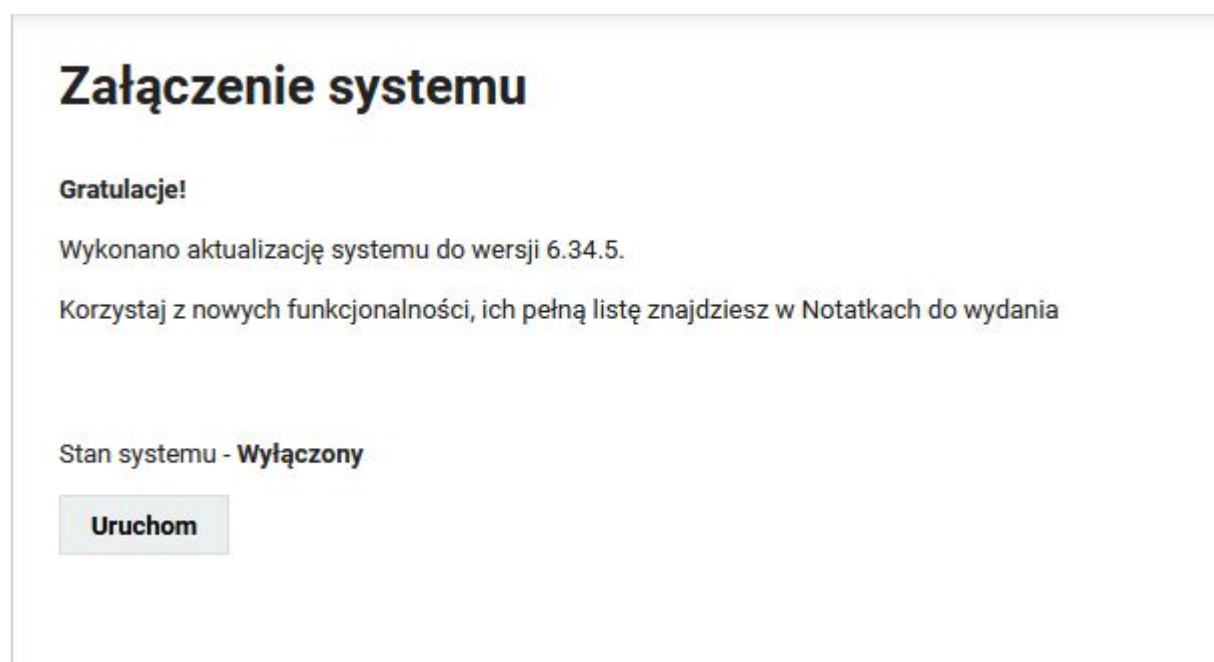 Załączenie systemu
Gratulacje!
Wykonano aktualizację systemu do wersji 6.34.5.
Korzystaj z nowych funkcjonalności, ich pełną listę znajdziesz w Notatkach do wydania
Stan systemu - Wyłączony
Uruchom